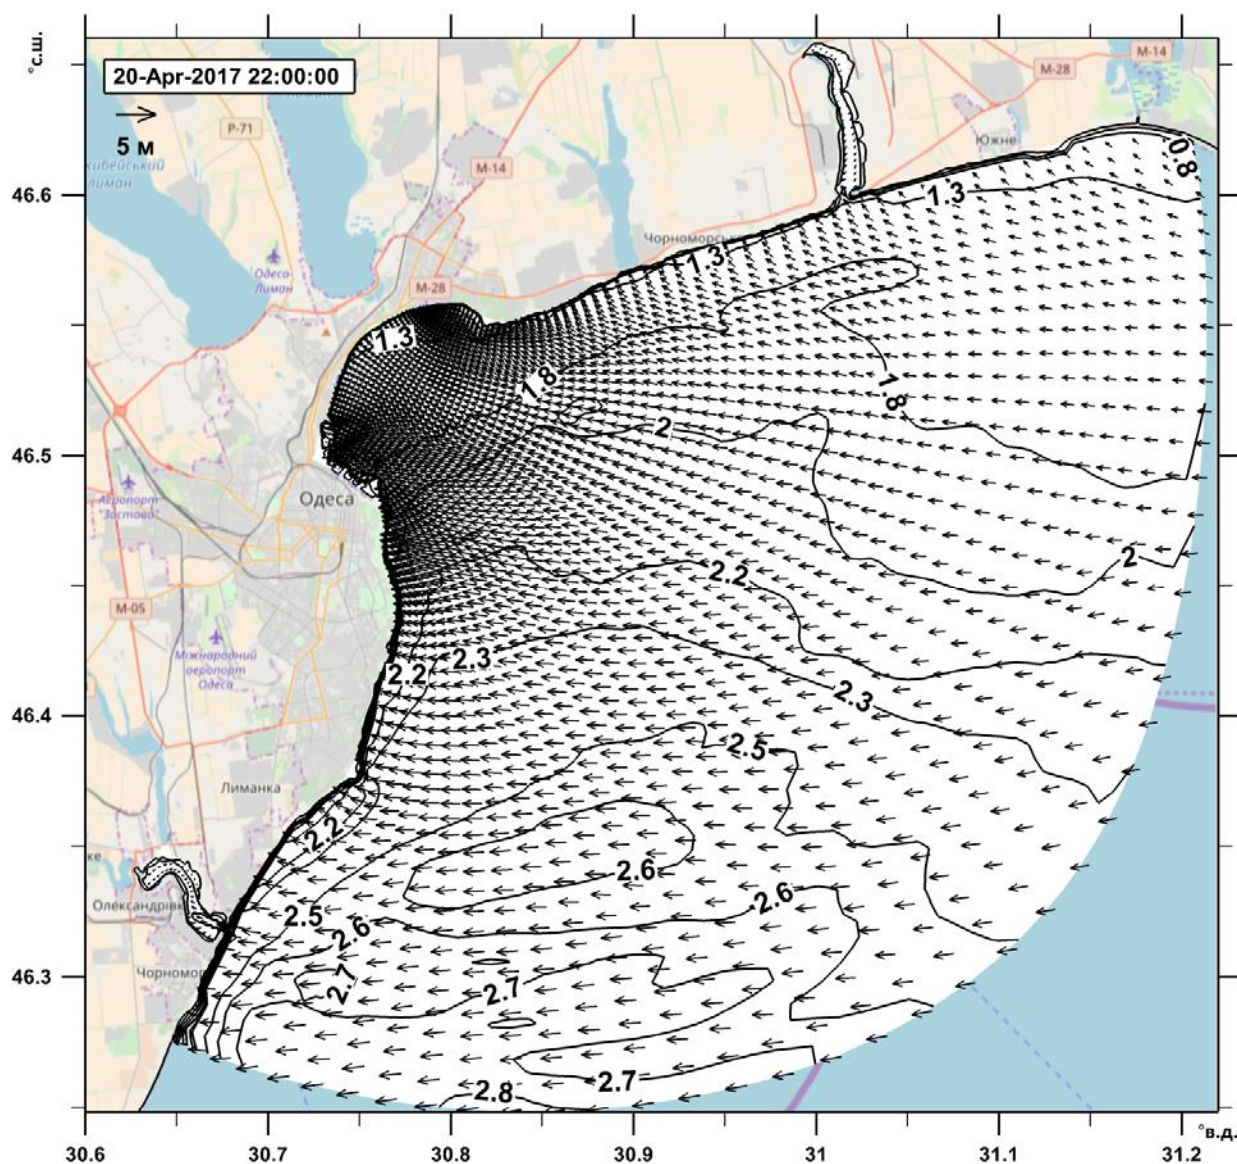 °с.ш.
20-Apr-2017 22:00:00
5 м
Р-71
М-14
М-28
М-14
Южне
кибейський
лиман
46.6
0.8
1.3
Чорноморськ
1.3
Одеса-
Лиман
М-28
1.3
1.8
1.8
2
46.5
Одеса
Аеропорт
"Застава"
2
2.2
М-05
Міжнародний
аеропорт
Одеса
2.2
2.3
2.3
46.4
2.5
Лиманка
2.2
ке
2.6
Олександрівка
2.5
2.6
2.6
46.3
Чорномор
2.7
2.7
2.7
2.8
30.6
30.7
30.8
30.9
31
31.1
31.2
°в.д.